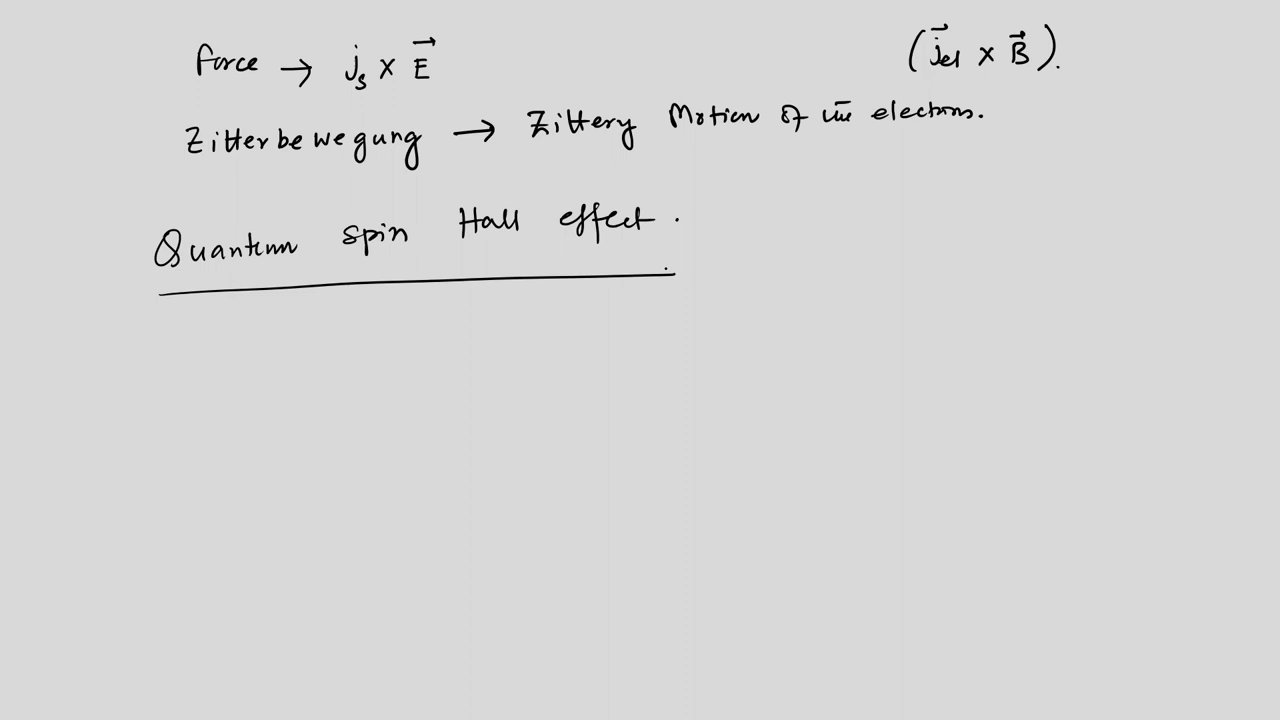 Force → j_s × E⃗ (j⃗_el × B⃗).
Zitterbewegung → Zittery Motion of the electrons.
Quantum spin Hall effect.